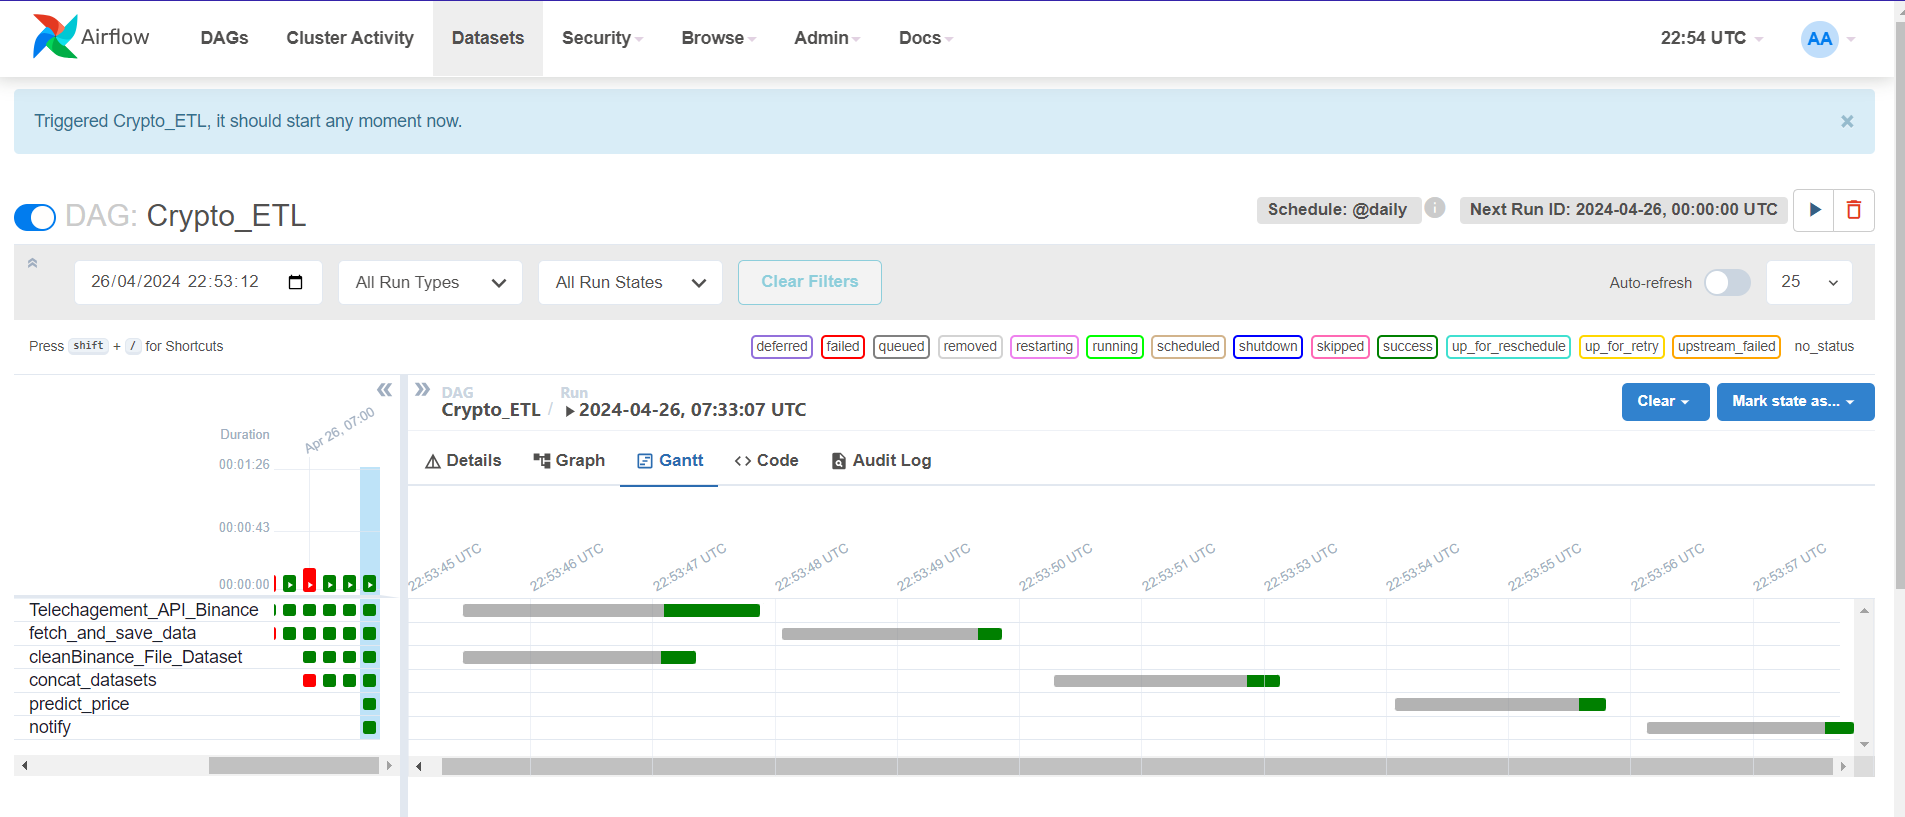 Airflow DAGs Cluster Activity Datasets Security Browse Admin Docs 22:54 UTC AA
Triggered Crypto_ETL, it should start any moment now. ×
DAG: Crypto_ETL Schedule: @daily i Next Run ID: 2024-04-26, 00:00:00 UTC
26/04/2024 22:53:12 All Run Types All Run States Clear Filters Auto-refresh 25
Press shift + / for Shortcuts deferred failed queued removed restarting running scheduled shutdown skipped success up_for_reschedule up_for_retry upstream_failed no_status
DAG Run
Crypto_ETL / 2024-04-26, 07:33:07 UTC Clear Mark state as...
Details Graph Gantt <> Code Audit Log
Apr 26, 07:00
Duration
00:01:26
00:00:43
00:00:00
22:53:45 UTC 22:53:46 UTC 22:53:47 UTC 22:53:48 UTC 22:53:49 UTC 22:53:50 UTC 22:53:51 UTC 22:53:53 UTC 22:53:54 UTC 22:53:55 UTC 22:53:56 UTC 22:53:57 UTC
Telechagement_API_Binance
fetch_and_save_data
cleanBinance_File_Dataset
concat_datasets
predict_price
notify